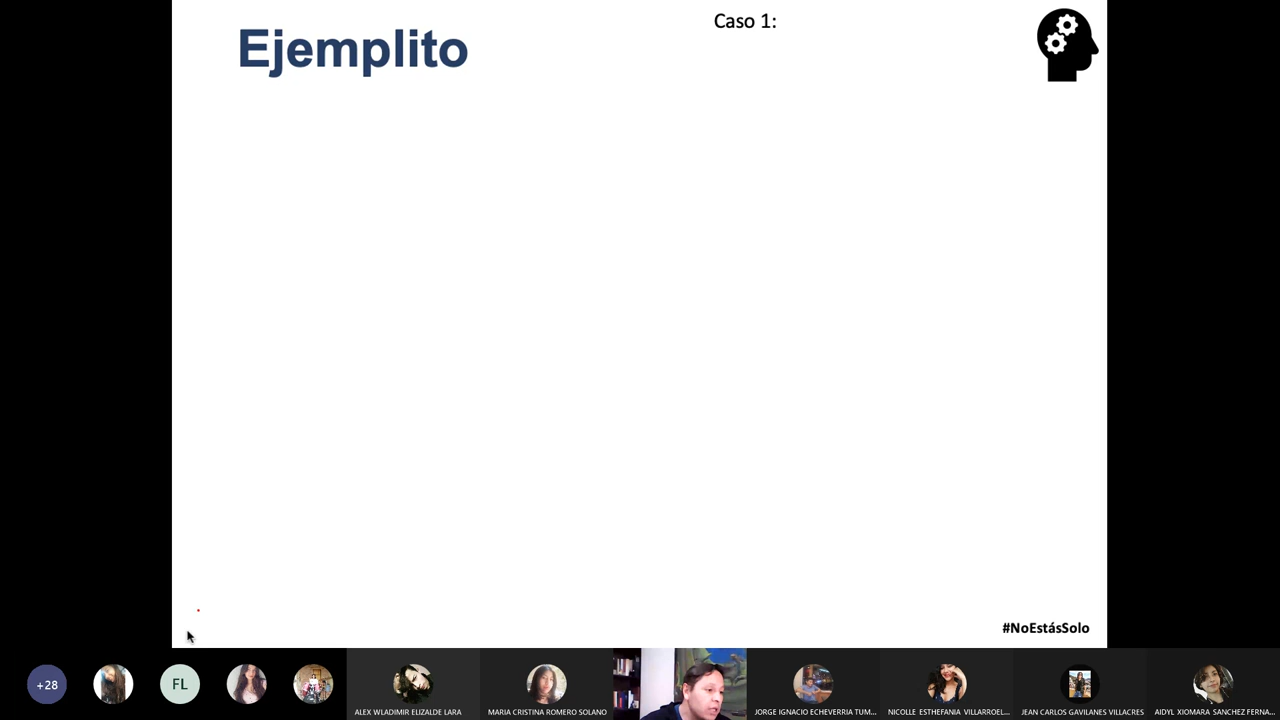 Caso 1:
Ejemplito
#NoEstásSolo
+28
FL
ALEX WLADIMIR ELIZALDE LARA
MARIA CRISTINA ROMERO SOLANO
JORGE IGNACIO ECHEVERRIA TUM...
NICOLLE ESTHEFANIA VILLARROEL...
JEAN CARLOS GAVILANES VILLACRES
AIDYL XIOMARA SANCHEZ FERNA...